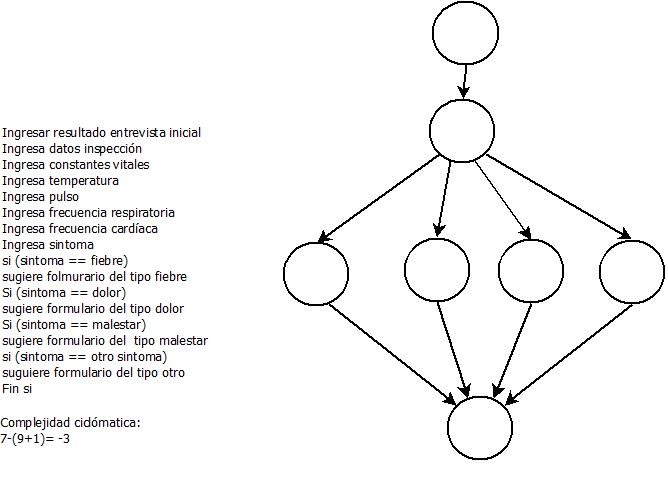 Ingresar resultado entrevista inicial
Ingresa datos inspección
Ingresa constantes vitales
Ingresa temperatura
Ingresa pulso
Ingresa frecuencia respiratoria
Ingresa frecuencia cardíaca
Ingresa sintoma
si (sintoma == fiebre)
sugiere folmurario del tipo fiebre
Si (sintoma == dolor)
sugiere formulario del tipo dolor
Si (sintoma == malestar)
sugiere formulario del  tipo malestar
si (sintoma == otro sintoma)
suguiere formulario del tipo otro
Fin si
Complejidad cidómatica:
7-(9+1)= -3